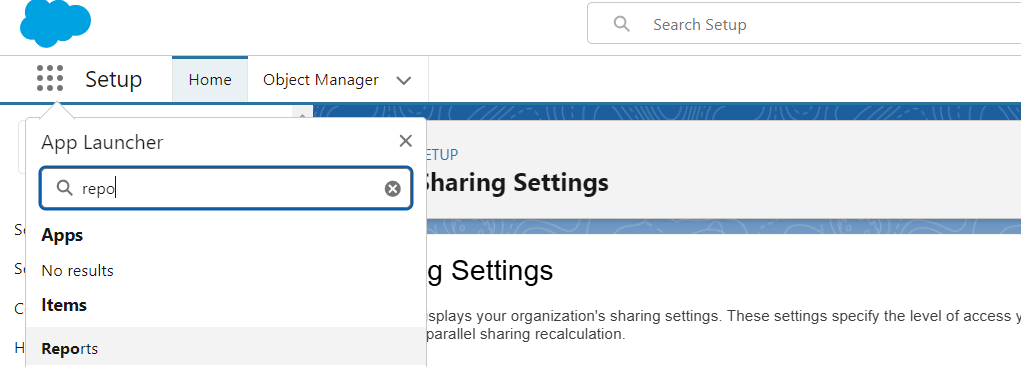 Search Setup
Setup
Home
Object Manager
App Launcher
repo
Apps
No results
Items
Reports
ETUP
Sharing Settings
g Settings
splays your organization's sharing settings. These settings specify the level of access y
parallel sharing recalculation.